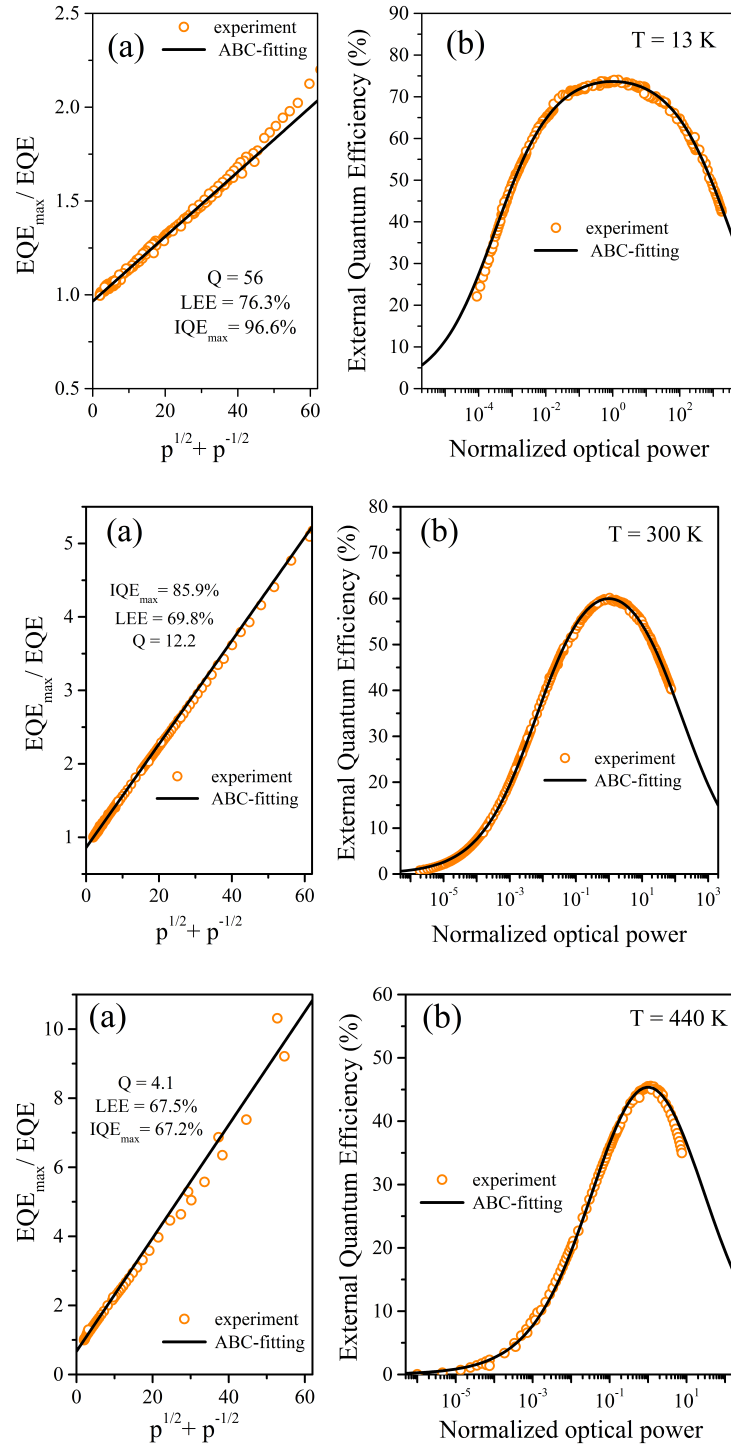 (a)
experiment
ABC-fitting
2.5
2.0
1.5
1.0
0.5
EQEmax/ EQE
Q = 56
LEE = 76.3%
IQEmax = 96.6%
0 20 40 60
p^1/2 + p^-1/2
(b)
T = 13 K
90
80
70
60
50
40
30
20
10
0
External Quantum Efficiency (%)
experiment
ABC-fitting
10^-4 10^-2 10^0 10^2
Normalized optical power
(a)
5
4
3
2
1
EQEmax/ EQE
IQEmax = 85.9%
LEE = 69.8%
Q = 12.2
experiment
ABC-fitting
0 20 40 60
p^1/2 + p^-1/2
(b)
T = 300 K
80
70
60
50
40
30
20
10
0
External Quantum Efficiency (%)
experiment
ABC-fitting
10^-5 10^-3 10^-1 10^1 10^3
Normalized optical power
(a)
10
8
6
4
2
0
EQEmax/ EQE
Q = 4.1
LEE = 67.5%
IQEmax = 67.2%
experiment
ABC-fitting
0 20 40 60
p^1/2 + p^-1/2
(b)
T = 440 K
60
50
40
30
20
10
0
External Quantum Efficiency (%)
experiment
ABC-fitting
10^-5 10^-3 10^-1 10^1
Normalized optical power